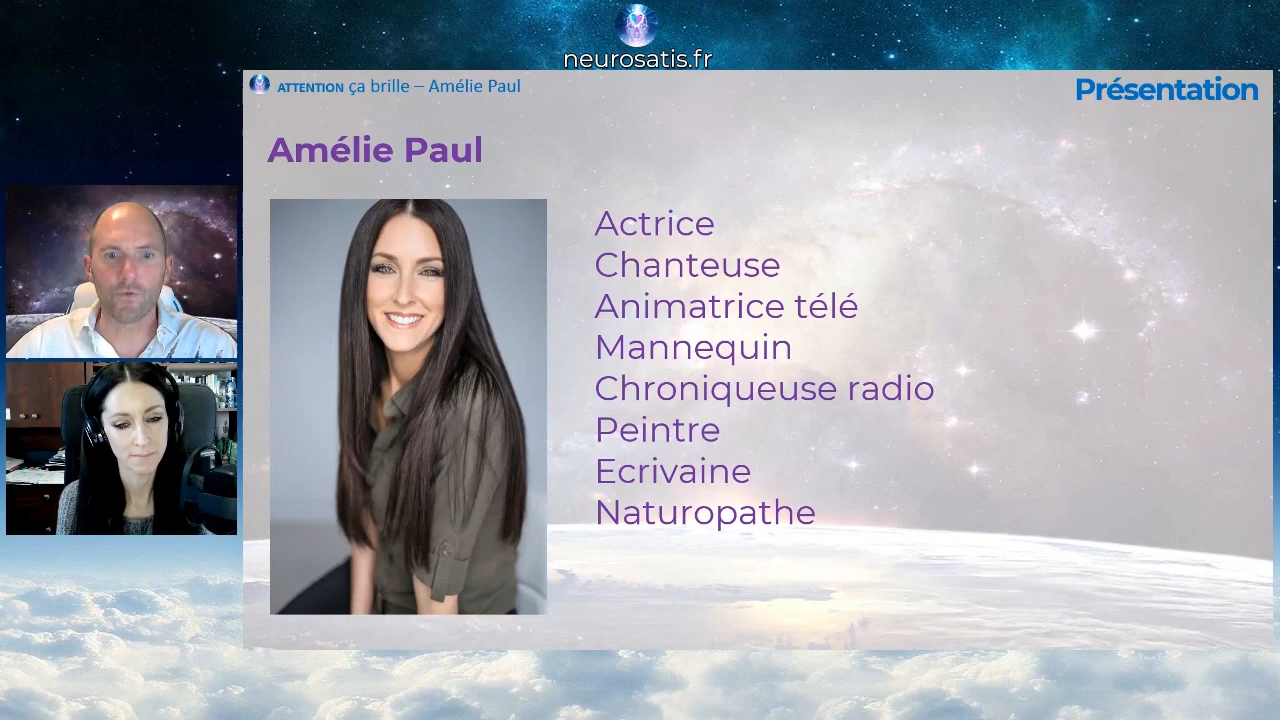 neurosatis.fr
ATTENTION ça brille – Amélie Paul
Présentation
Amélie Paul
Actrice
Chanteuse
Animatrice télé
Mannequin
Chroniqueuse radio
Peintre
Ecrivaine
Naturopathe